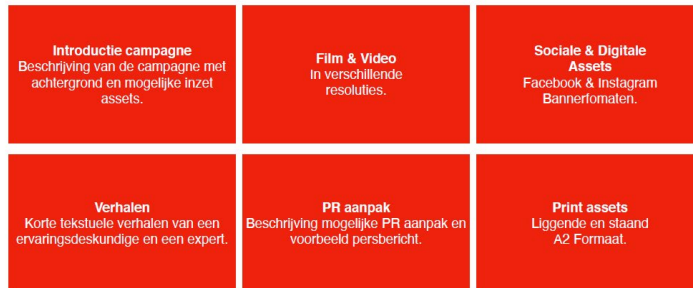 Introductie campagne
Beschrijving van de campagne met
achtergrond en mogelijke inzet
assets.
Film & Video
In verschillende
resoluties.
Sociale & Digitale
Assets
Facebook & Instagram
Bannerfomaten.
Verhalen
Korte tekstuele verhalen van een
ervaringsdeskundige en een expert.
PR aanpak
Beschrijving mogelijke PR aanpak en
voorbeeld persbericht.
Print assets
Liggende en staand
A2 Formaat.